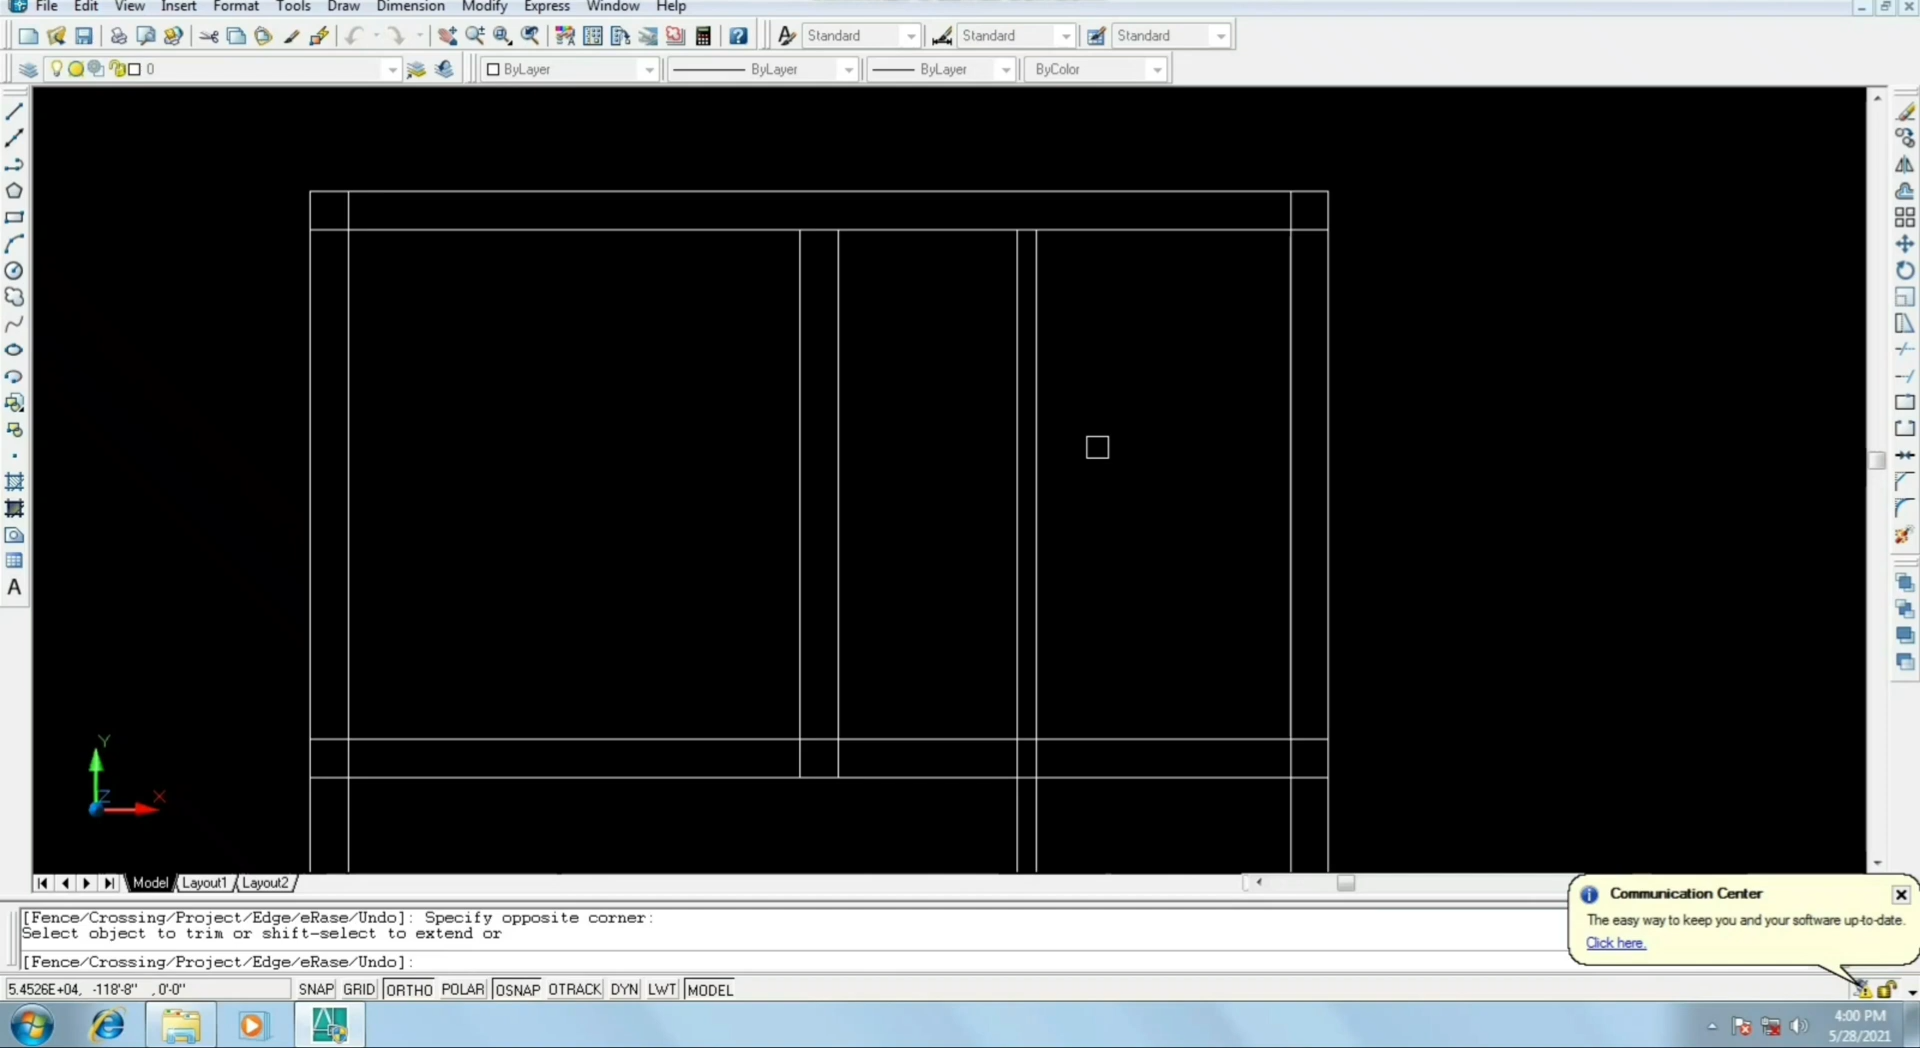 File Edit View Insert Format Tools Draw Dimension Modify Express Window Help
Standard Standard Standard
0 ByLayer ByLayer ByLayer ByColor
A
Y
Z X
Model Layout1 Layout2
[Fence/Crossing/Project/Edge/eRase/Undo]: Specify opposite corner:
Select object to trim or shift-select to extend or
[Fence/Crossing/Project/Edge/eRase/Undo]:
Communication Center
The easy way to keep you and your software up-to-date.
Click here.
5.4526E+04, -118'-8" , 0'-0" SNAP GRID ORTHO POLAR OSNAP OTRACK DYN LWT MODEL
4:00 PM
5/28/2021